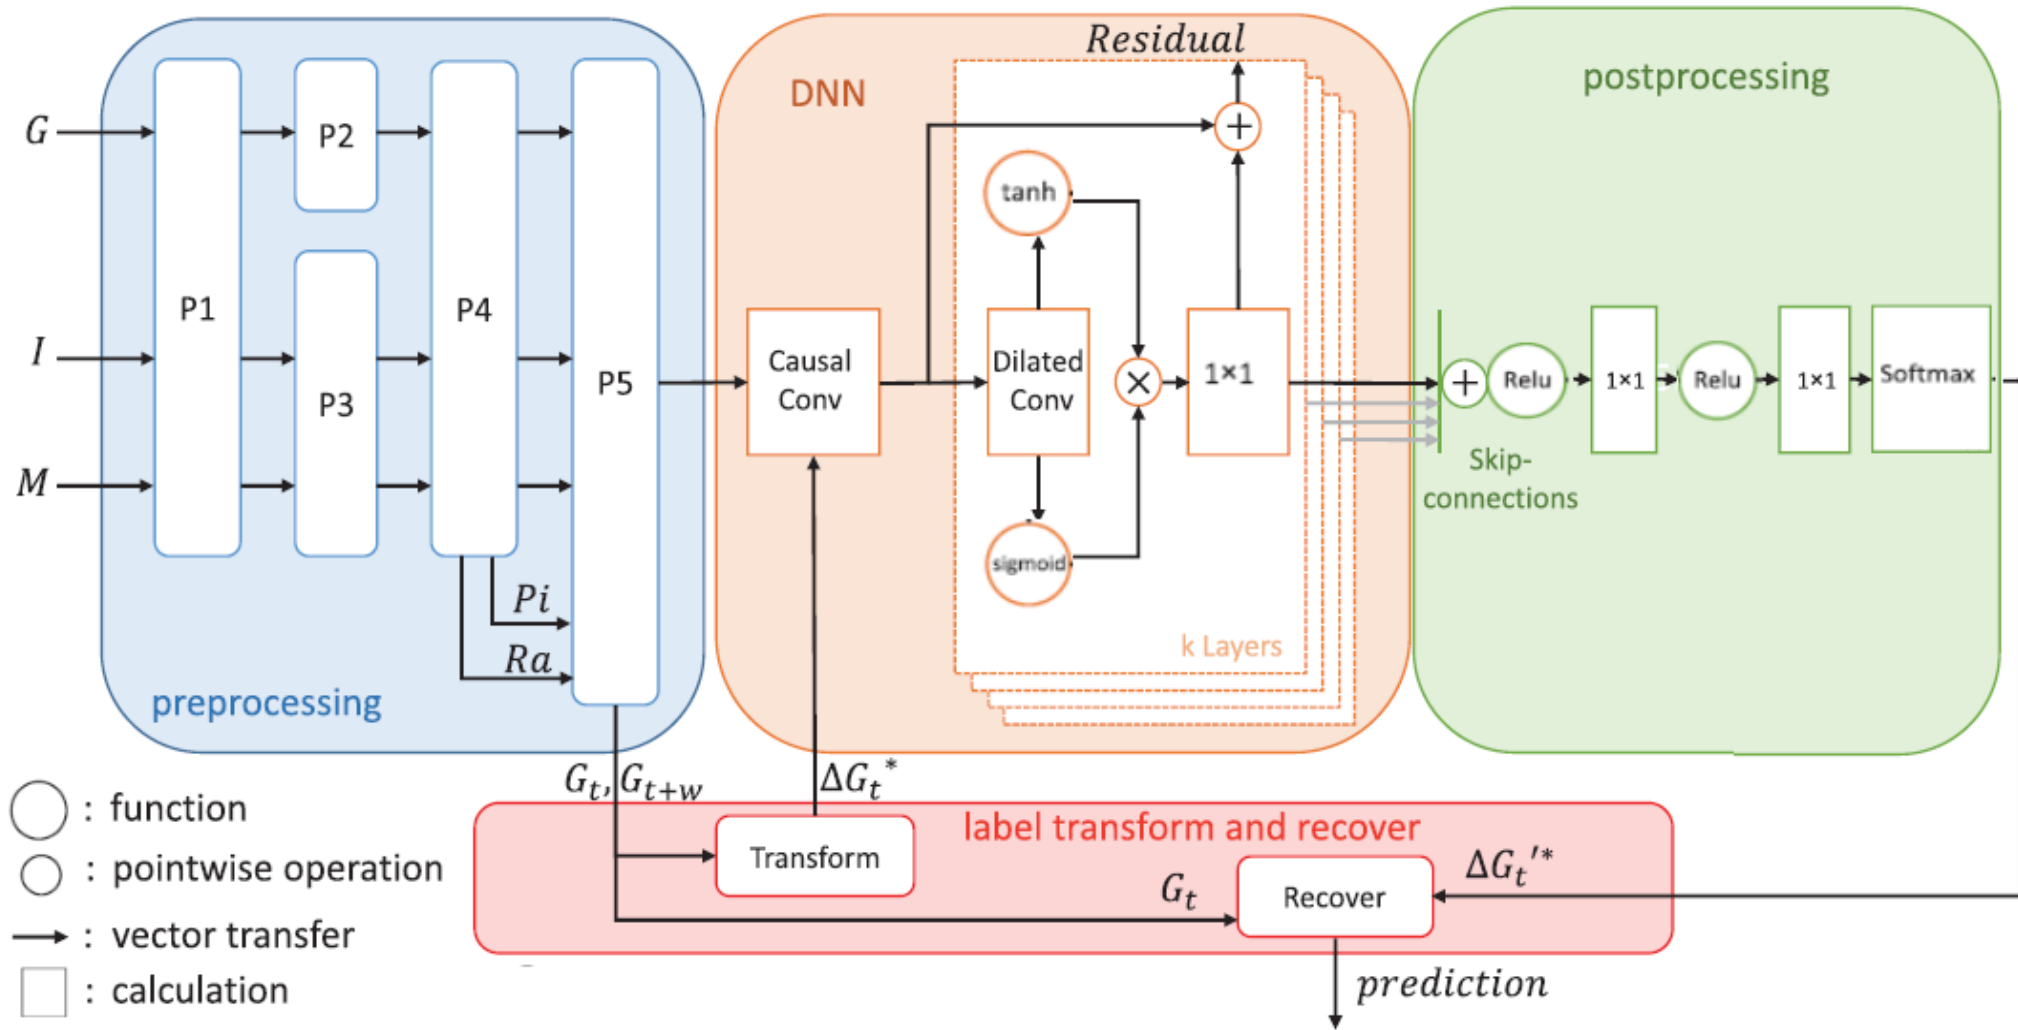 G
I
M
P1
P2
P3
P4
P5
Pi
Ra
preprocessing
DNN
Residual
Causal
Conv
tanh
Dilated
Conv
sigmoid
×
+
1×1
k Layers
postprocessing
+
Relu
1×1
Relu
1×1
Softmax
Skip-
connections
G_t, G_{t+w}
ΔG_t^*
label transform and recover
Transform
G_t
Recover
ΔG_t'^*
prediction
: function
: pointwise operation
: vector transfer
: calculation